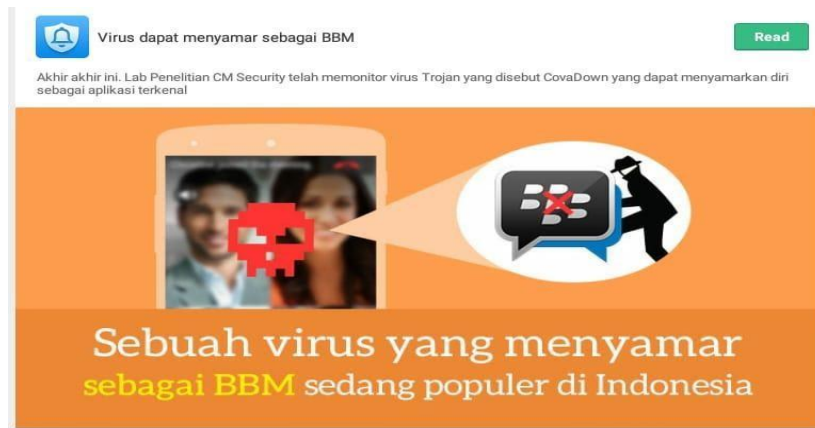 Virus dapat menyamar sebagai BBM
Read
Akhir akhir ini. Lab Penelitian CM Security telah memonitor virus Trojan yang disebut CovaDown yang dapat menyamarkan diri
sebagai aplikasi terkenal
Sebuah virus yang menyamar
sebagai BBM sedang populer di Indonesia